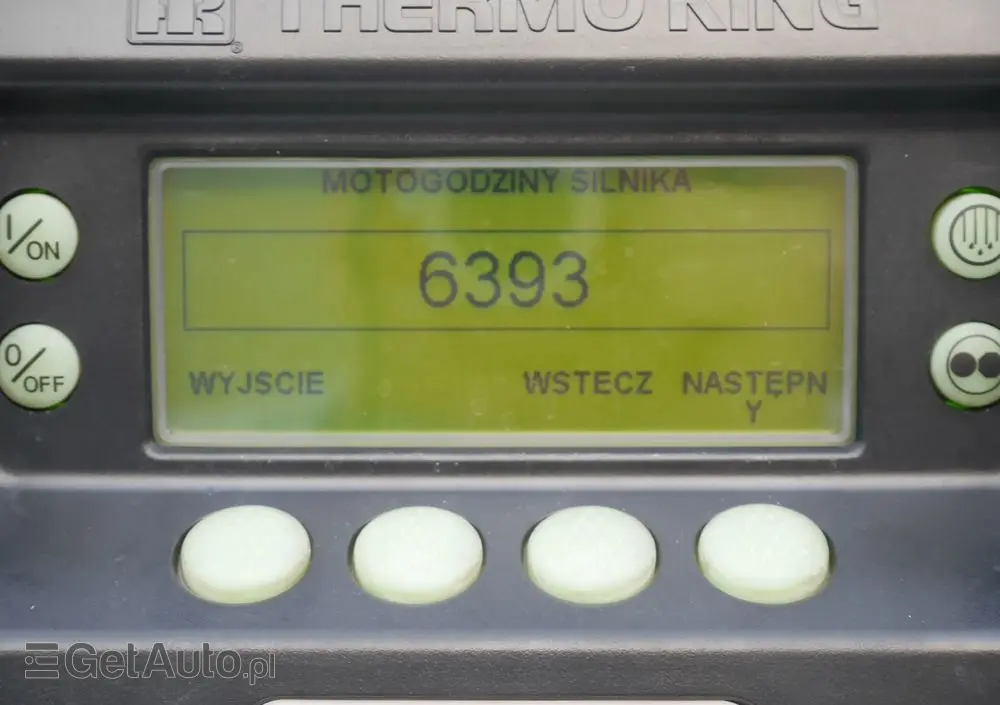 THERMO KING
MOTOGODZINY SILNIKA
I/ON
6393
0/OFF
WYJSCIE
WSTECZ
NASTĘPN
Y
GetAuto.pl